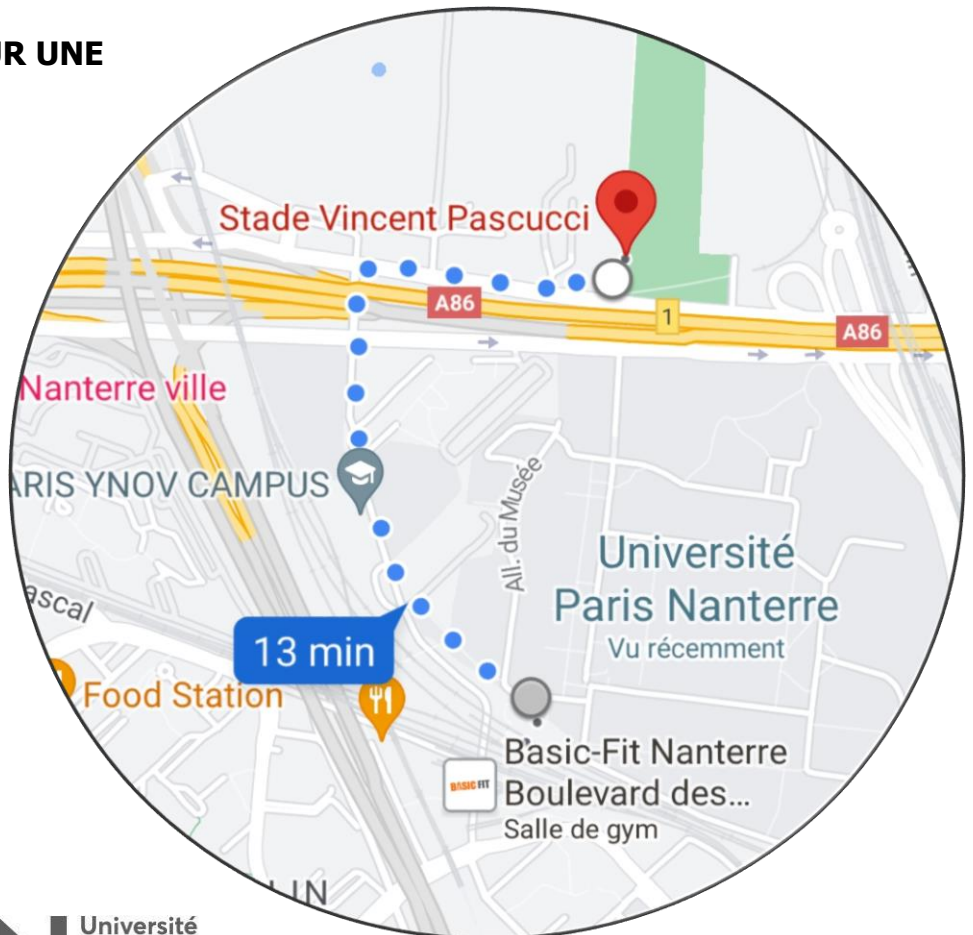 UR UNE
Stade Vincent Pascucci
A86
1
A86
Nanterre ville
ARIS YNOV CAMPUS
All. du Musée
Université
Paris Nanterre
Vu récemment
ascal
13 min
Food Station
Basic-Fit Nanterre
Boulevard des...
Salle de gym
BASIC FIT
LIN
Université